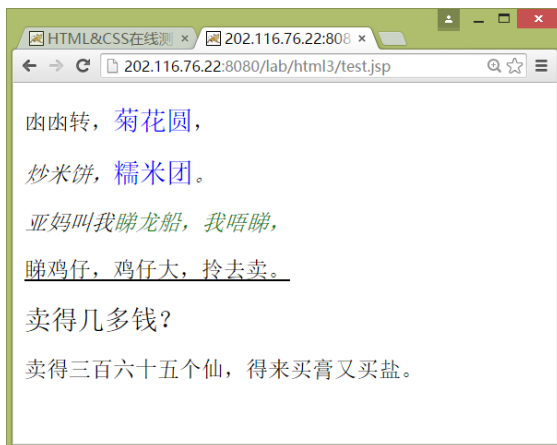 HTML&CSS在线测
202.116.76.22:808
202.116.76.22:8080/lab/html3/test.jsp
凼凼转，菊花圆，
炒米饼，糯米团。
亚妈叫我睇龙船，我唔睇，
睇鸡仔，鸡仔大，拎去卖。
卖得几多钱？
卖得三百六十五个仙，得来买膏又买盐。